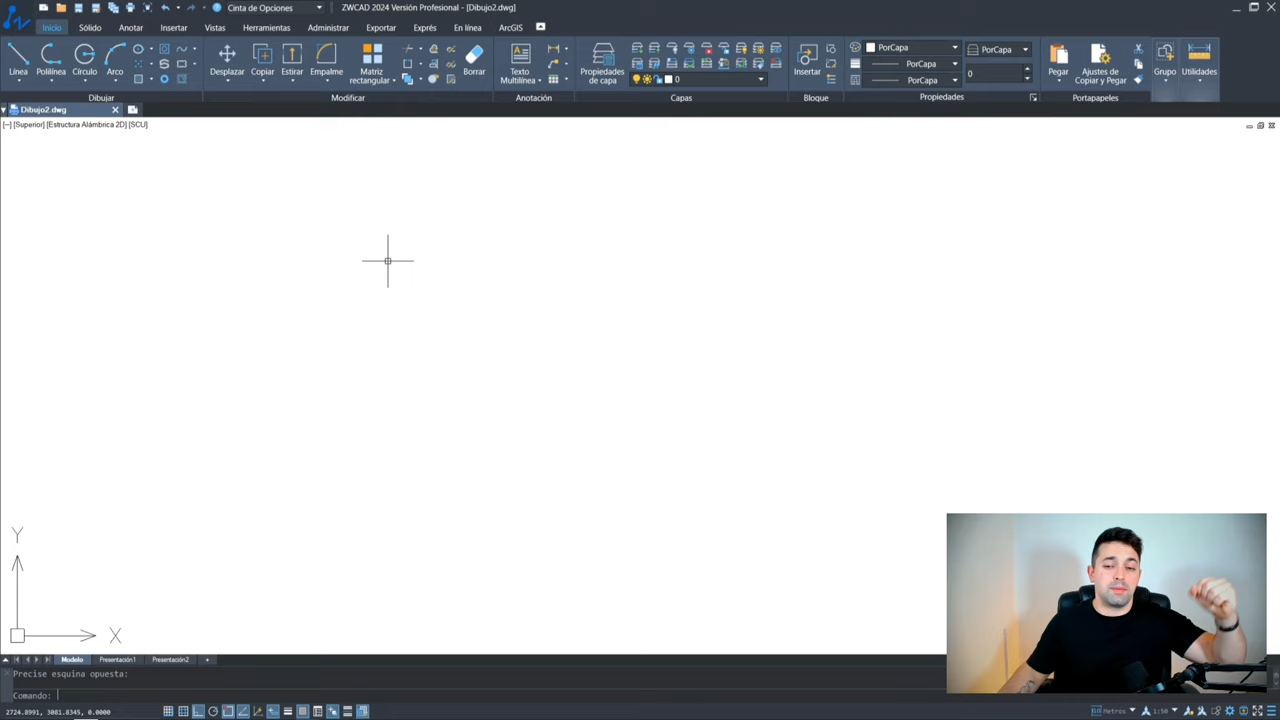 Cinta de Opciones
ZWCAD 2024 Versión Profesional - [Dibujo2.dwg]
Inicio Sólido Anotar Insertar Vistas Herramientas Administrar Exportar Exprés En línea ArcGIS
Línea Polilínea Círculo Arco Desplazar Copiar Estirar Empalme Matriz rectangular Borrar Texto Multilínea Propiedades de capa 0 Insertar PorCapa PorCapa PorCapa PorCapa 0 Pegar Ajustes de Copiar y Pegar Grupo Utilidades
Dibujar Modificar Anotación Capas Bloque Propiedades Portapapeles
Dibujo2.dwg
[−] [Superior] [Estructura Alámbrica 2D] [SCU]
Y
X
Modelo Presentación1 Presentación2 +
Precise esquina opuesta:
Comando:
2724.8991, 3081.8345, 0.0000 Metros 1:50